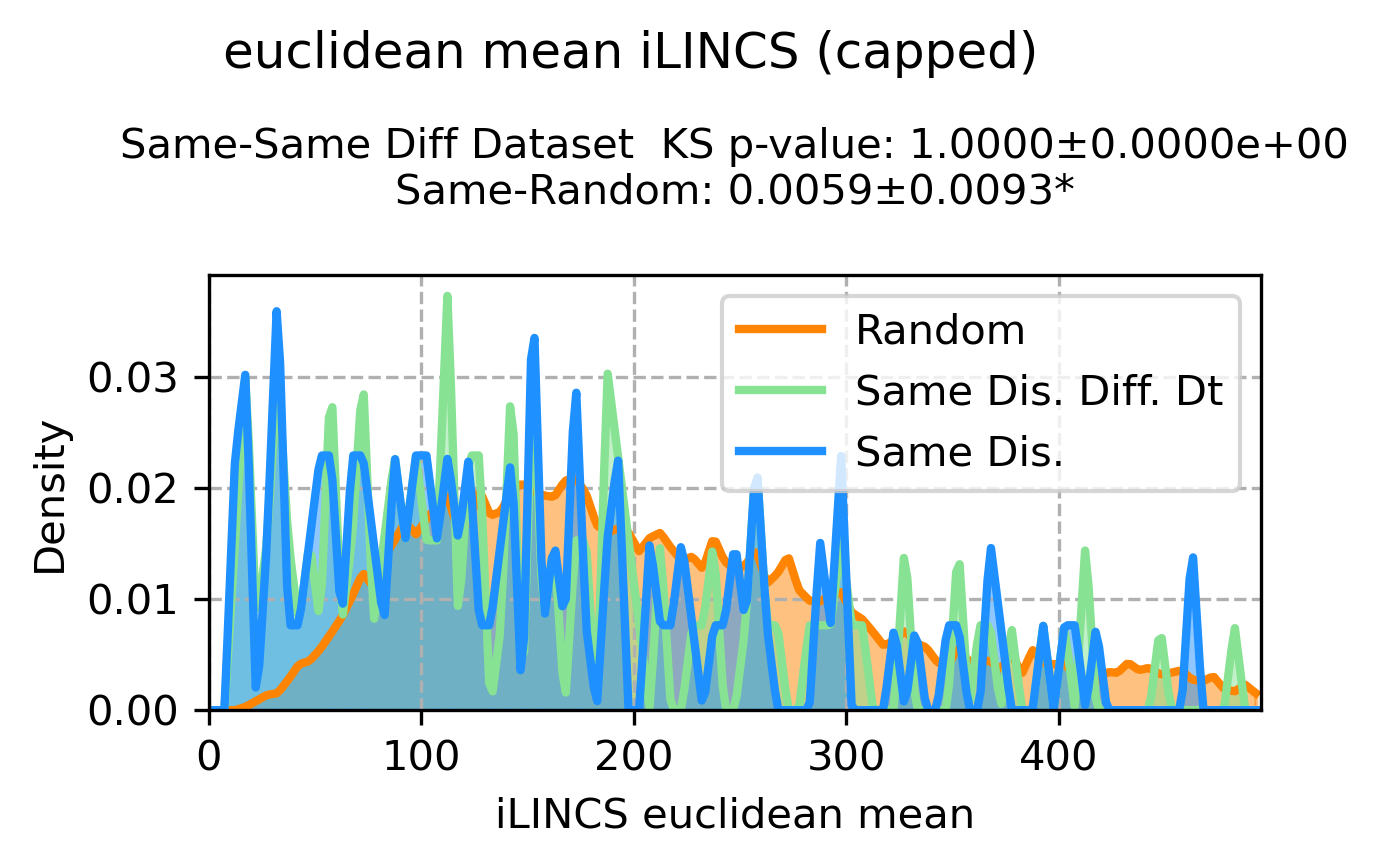 euclidean mean iLINCS (capped)
Same-Same Diff Dataset  KS p-value: 1.0000±0.0000e+00
Same-Random: 0.0059±0.0093*
Random
Same Dis. Diff. Dt
Same Dis.
Density
0.03
0.02
0.01
0.00
0 100 200 300 400
iLINCS euclidean mean